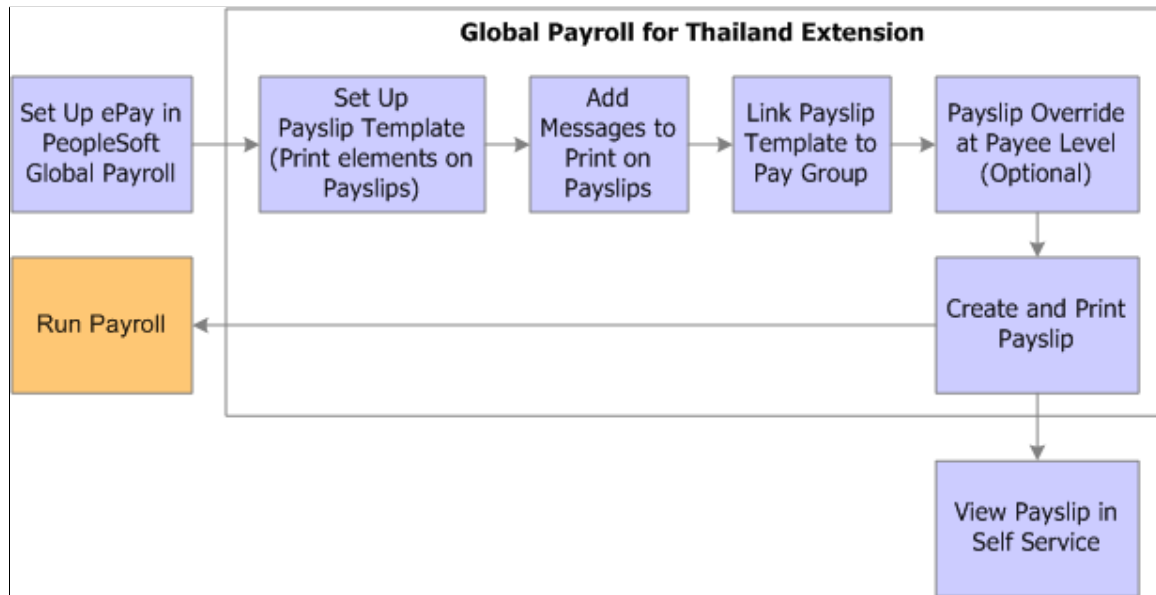 Global Payroll for Thailand Extension
Set Up ePay in
PeopleSoft
Global Payroll
Set Up
Payslip Template
(Print elements on
Payslips)
Add
Messages to
Print on
Payslips
Link Payslip
Template to
Pay Group
Payslip Override
at Payee Level
(Optional)
Run Payroll
Create and Print
Payslip
View Payslip in
Self Service